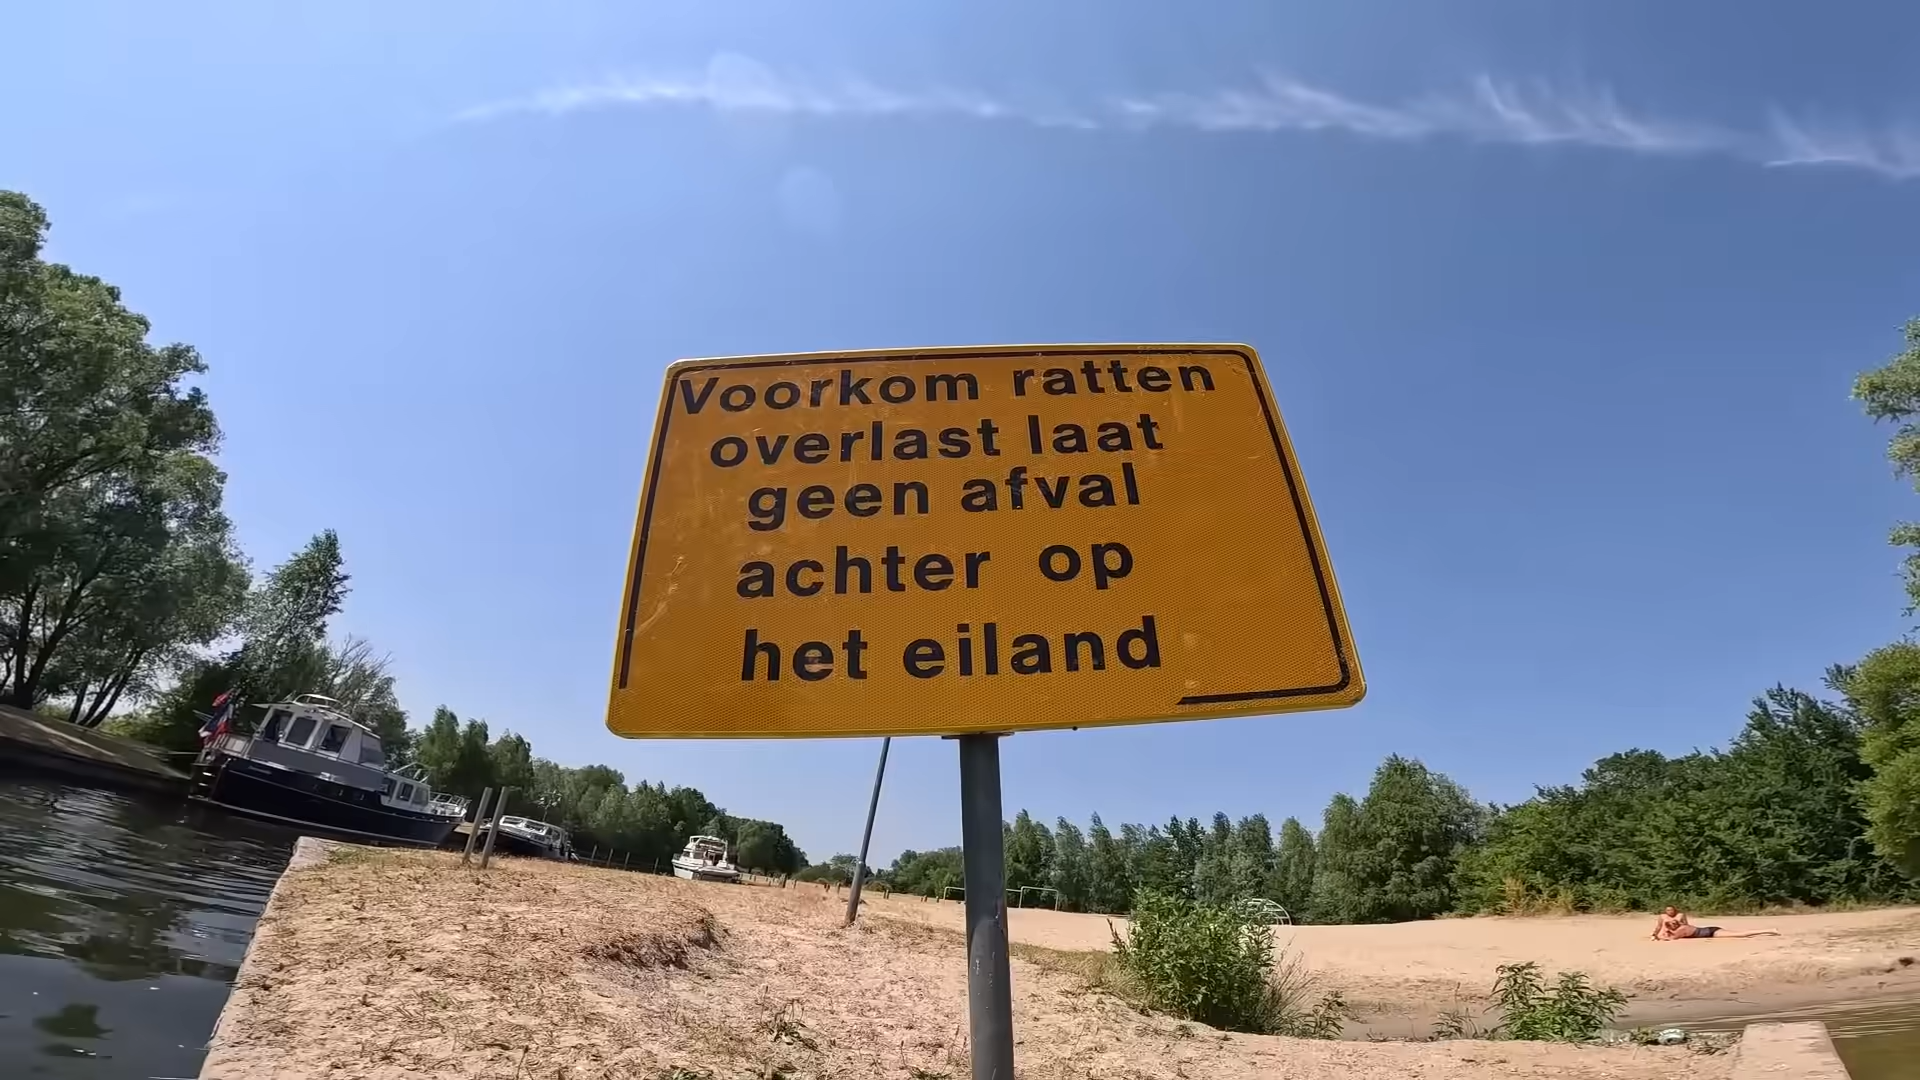 Voorkom ratten
overlast laat
geen afval
achter op
het eiland